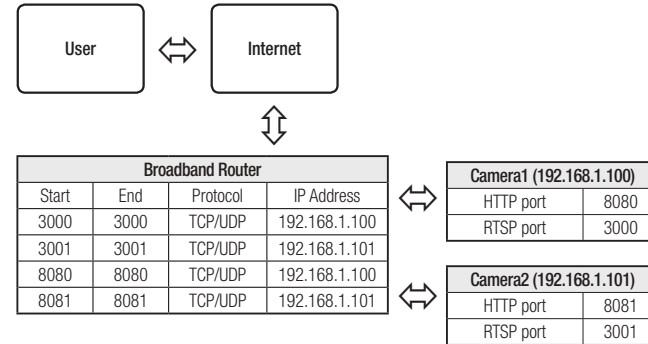 User
Internet
Broadband Router
Start End Protocol IP Address
3000 3000 TCP/UDP 192.168.1.100
3001 3001 TCP/UDP 192.168.1.101
8080 8080 TCP/UDP 192.168.1.100
8081 8081 TCP/UDP 192.168.1.101
Camera1 (192.168.1.100)
HTTP port 8080
RTSP port 3000
Camera2 (192.168.1.101)
HTTP port 8081
RTSP port 3001